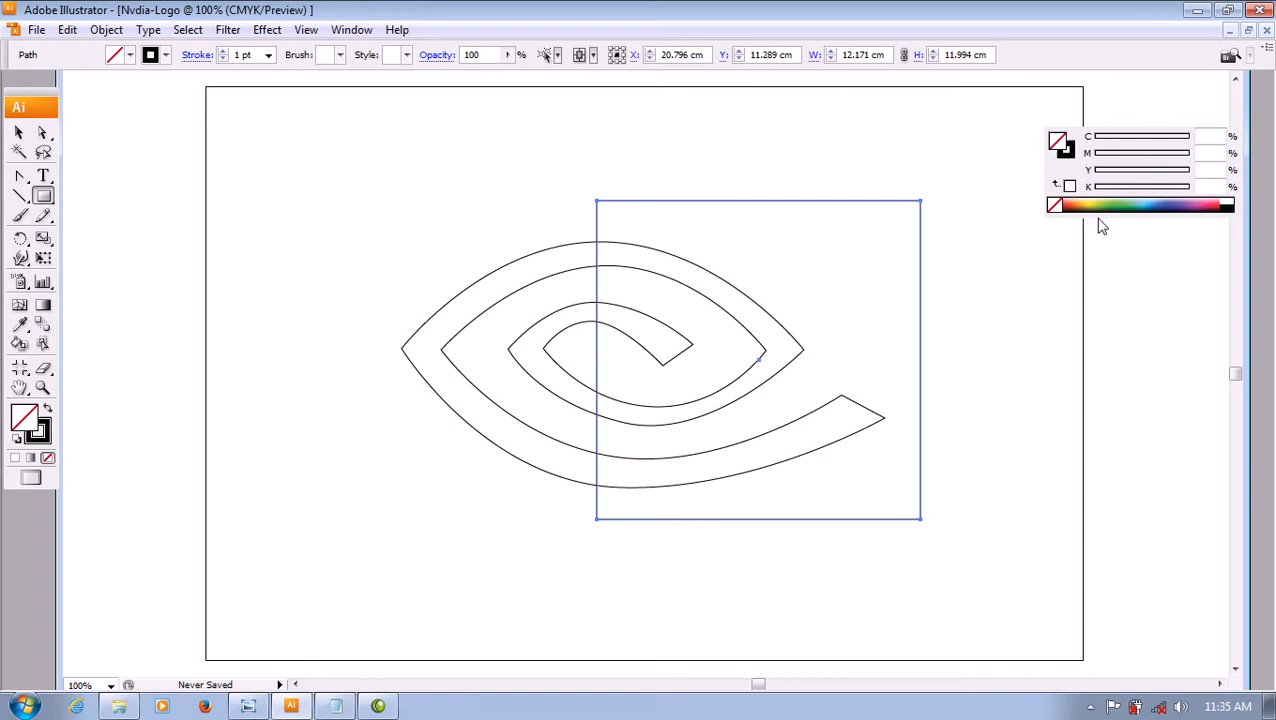 Adobe Illustrator - [Nvdia-Logo @ 100% (CMYK/Preview) ]
File Edit Object Type Select Filter Effect View Window Help
Path Stroke: 1 pt Brush: Style: Opacity: 100 % X: 20.796 cm Y: 11.289 cm W: 12.171 cm H: 11.994 cm
Ai
C %
M %
Y %
K %
100% Never Saved
Ai 11:35 AM